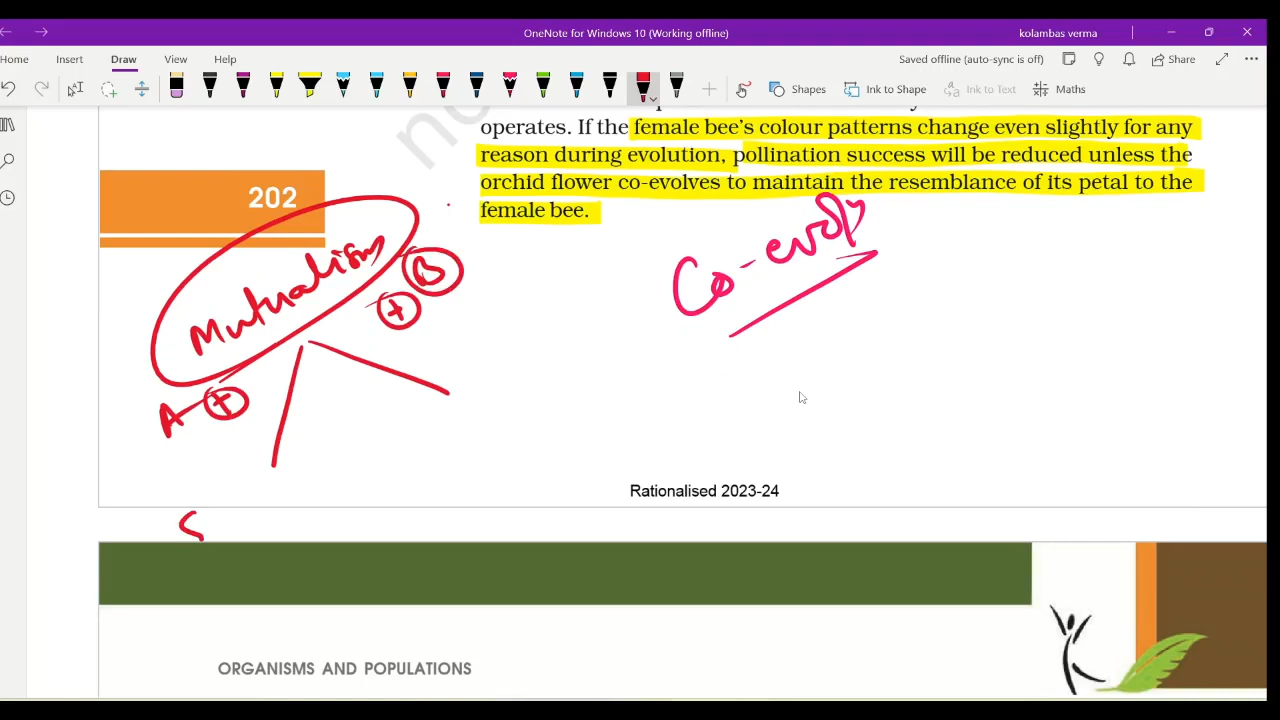 OneNote for Windows 10 (Working offline)
kolambas verma
Home Insert Draw View Help
Saved offline (auto-sync is off)
Share
Shapes
Ink to Shape
Ink to Text
Maths
operates. If the female bee's colour patterns change even slightly for any
reason during evolution, pollination success will be reduced unless the
orchid flower co-evolves to maintain the resemblance of its petal to the
female bee.
202
no
Mutualism
B
+
A +
Co-evol
Rationalised 2023-24
S
ORGANISMS AND POPULATIONS